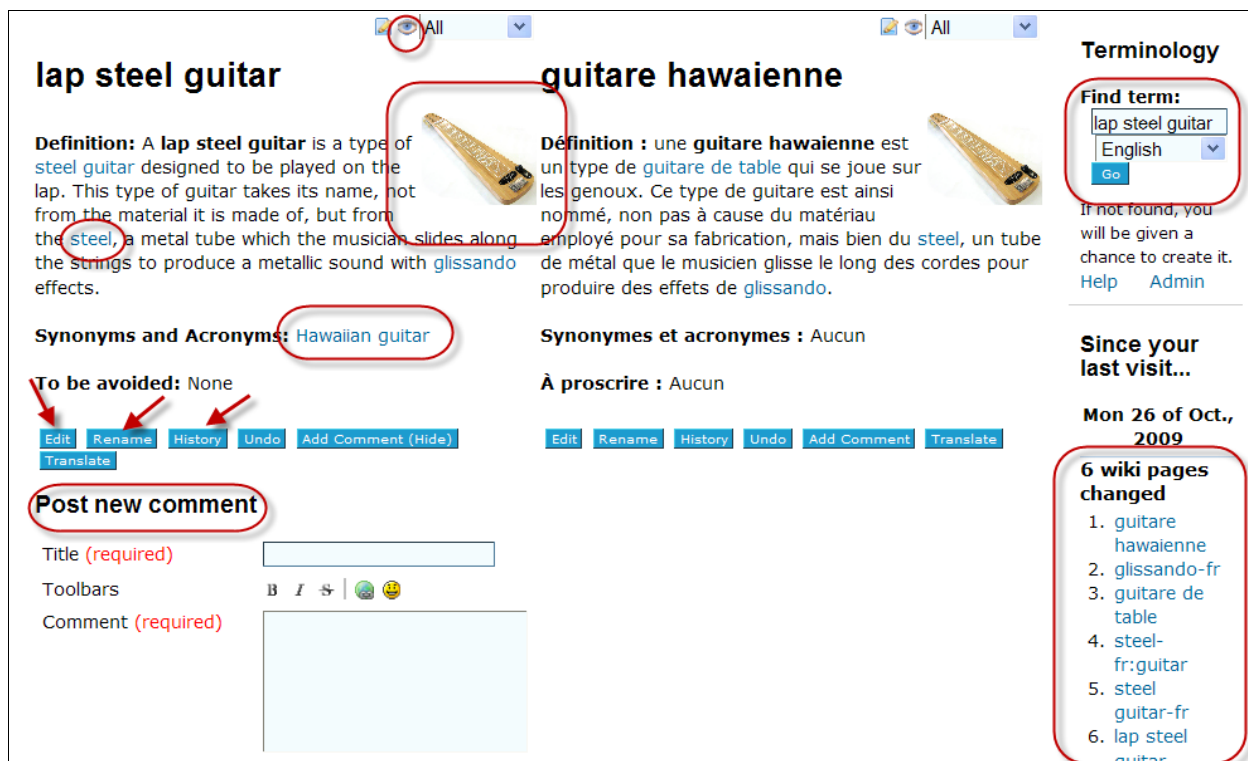 All
lap steel guitar
Definition: A lap steel guitar is a type of
steel guitar designed to be played on the
lap. This type of guitar takes its name, not
from the material it is made of, but from
the steel, a metal tube which the musician slides along
the strings to produce a metallic sound with glissando
effects.
Synonyms and Acronyms: Hawaiian guitar
To be avoided: None
Edit Rename History Undo Add Comment (Hide)
Translate
Post new comment
Title (required)
Toolbars B I S
Comment (required)
All
guitare hawaienne
Définition : une guitare hawaienne est
un type de guitare de table qui se joue sur
les genoux. Ce type de guitare est ainsi
nommé, non pas à cause du matériau
employé pour sa fabrication, mais bien du steel, un tube
de métal que le musicien glisse le long des cordes pour
produire des effets de glissando.
Synonymes et acronymes : Aucun
À proscrire : Aucun
Edit Rename History Undo Add Comment Translate
Terminology
Find term:
lap steel guitar
English
Go
If not found, you
will be given a
chance to create it.
Help Admin
Since your
last visit...
Mon 26 of Oct.,
2009
6 wiki pages
changed
1. guitare
hawaienne
2. glissando-fr
3. guitare de
table
4. steel-
fr:guitar
5. steel
guitar-fr
6. lap steel
guitar